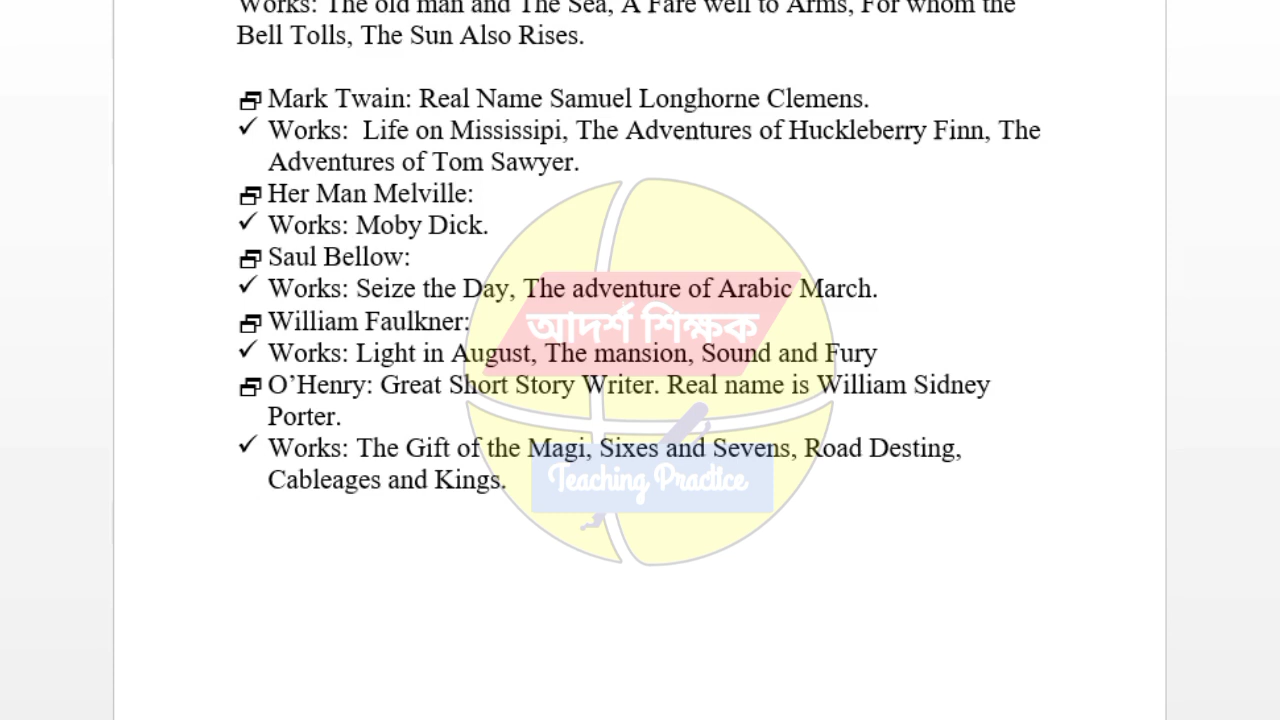 Works: The old man and The Sea, A Fare well to Arms, For whom the
Bell Tolls, The Sun Also Rises.
Mark Twain: Real Name Samuel Longhorne Clemens.
✓ Works:  Life on Mississipi, The Adventures of Huckleberry Finn, The
Adventures of Tom Sawyer.
Her Man Melville:
✓ Works: Moby Dick.
Saul Bellow:
✓ Works: Seize the Day, The adventure of Arabic March.
আদর্শ শিক্ষক
William Faulkner:
✓ Works: Light in August, The mansion, Sound and Fury
O’Henry: Great Short Story Writer. Real name is William Sidney
Porter.
✓ Works: The Gift of the Magi, Sixes and Sevens, Road Desting,
Cableages and Kings.
Teaching Practice